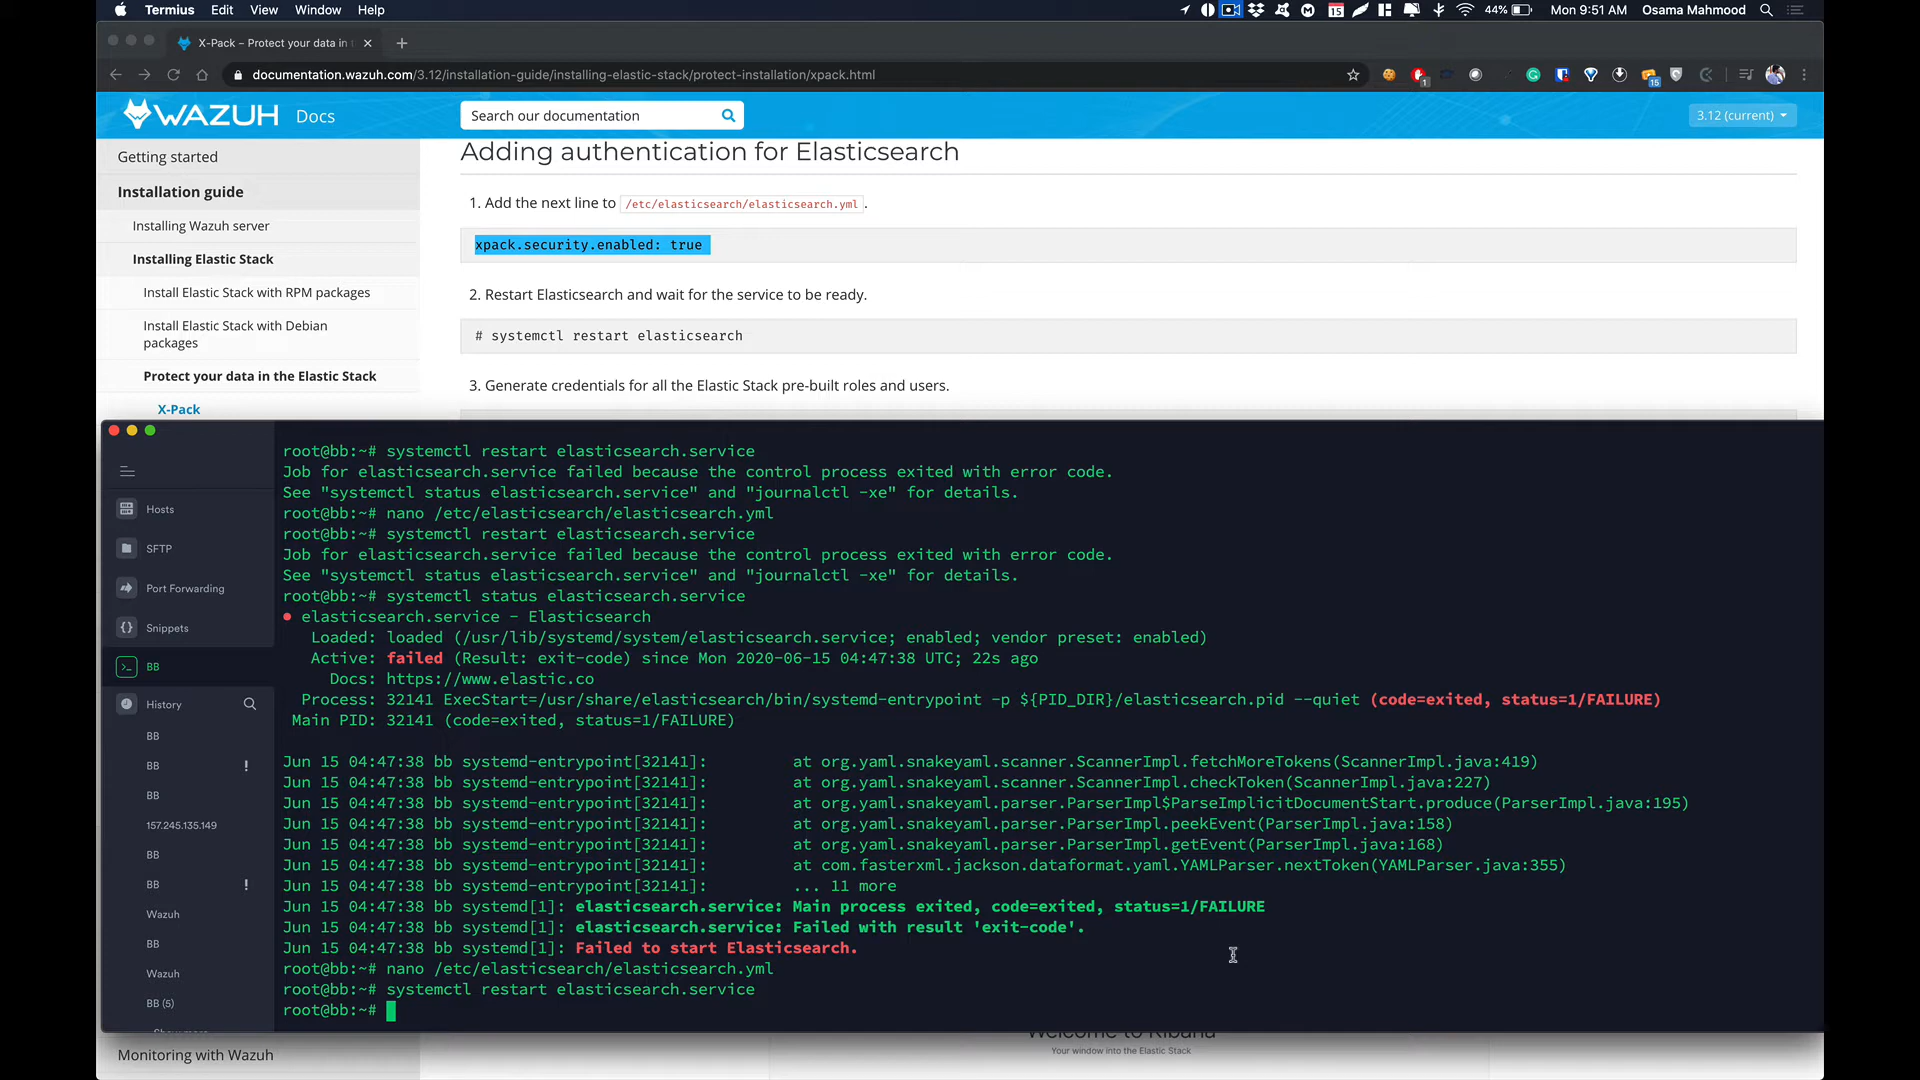 Termius Edit View Window Help
15 44% Mon 9:51 AM Osama Mahmood
X-Pack – Protect your data in
documentation.wazuh.com/3.12/installation-guide/installing-elastic-stack/protect-installation/xpack.html
1
15
WAZUH Docs
Search our documentation
3.12 (current)
Getting started
Installation guide
Installing Wazuh server
Installing Elastic Stack
Install Elastic Stack with RPM packages
Install Elastic Stack with Debian
packages
Protect your data in the Elastic Stack
X-Pack
Adding authentication for Elasticsearch
1. Add the next line to /etc/elasticsearch/elasticsearch.yml .
xpack.security.enabled: true
2. Restart Elasticsearch and wait for the service to be ready.
# systemctl restart elasticsearch
3. Generate credentials for all the Elastic Stack pre-built roles and users.
Hosts
SFTP
Port Forwarding
Snippets
BB
History
BB
BB !
BB
157.245.135.149
BB
BB !
Wazuh
BB
Wazuh
BB (5)
root@bb:~# systemctl restart elasticsearch.service
Job for elasticsearch.service failed because the control process exited with error code.
See "systemctl status elasticsearch.service" and "journalctl -xe" for details.
root@bb:~# nano /etc/elasticsearch/elasticsearch.yml
root@bb:~# systemctl restart elasticsearch.service
Job for elasticsearch.service failed because the control process exited with error code.
See "systemctl status elasticsearch.service" and "journalctl -xe" for details.
root@bb:~# systemctl status elasticsearch.service
● elasticsearch.service - Elasticsearch
Loaded: loaded (/usr/lib/systemd/system/elasticsearch.service; enabled; vendor preset: enabled)
Active: failed (Result: exit-code) since Mon 2020-06-15 04:47:38 UTC; 22s ago
Docs: https://www.elastic.co
Process: 32141 ExecStart=/usr/share/elasticsearch/bin/systemd-entrypoint -p ${PID_DIR}/elasticsearch.pid --quiet (code=exited, status=1/FAILURE)
Main PID: 32141 (code=exited, status=1/FAILURE)
Jun 15 04:47:38 bb systemd-entrypoint[32141]: at org.yaml.snakeyaml.scanner.ScannerImpl.fetchMoreTokens(ScannerImpl.java:419)
Jun 15 04:47:38 bb systemd-entrypoint[32141]: at org.yaml.snakeyaml.scanner.ScannerImpl.checkToken(ScannerImpl.java:227)
Jun 15 04:47:38 bb systemd-entrypoint[32141]: at org.yaml.snakeyaml.parser.ParserImpl$ParseImplicitDocumentStart.produce(ParserImpl.java:195)
Jun 15 04:47:38 bb systemd-entrypoint[32141]: at org.yaml.snakeyaml.parser.ParserImpl.peekEvent(ParserImpl.java:158)
Jun 15 04:47:38 bb systemd-entrypoint[32141]: at org.yaml.snakeyaml.parser.ParserImpl.getEvent(ParserImpl.java:168)
Jun 15 04:47:38 bb systemd-entrypoint[32141]: at com.fasterxml.jackson.dataformat.yaml.YAMLParser.nextToken(YAMLParser.java:355)
Jun 15 04:47:38 bb systemd-entrypoint[32141]: ... 11 more
Jun 15 04:47:38 bb systemd[1]: elasticsearch.service: Main process exited, code=exited, status=1/FAILURE
Jun 15 04:47:38 bb systemd[1]: elasticsearch.service: Failed with result 'exit-code'.
Jun 15 04:47:38 bb systemd[1]: Failed to start Elasticsearch.
root@bb:~# nano /etc/elasticsearch/elasticsearch.yml
root@bb:~# systemctl restart elasticsearch.service
root@bb:~#
Welcome to Kibana
Your window into the Elastic Stack
Monitoring with Wazuh